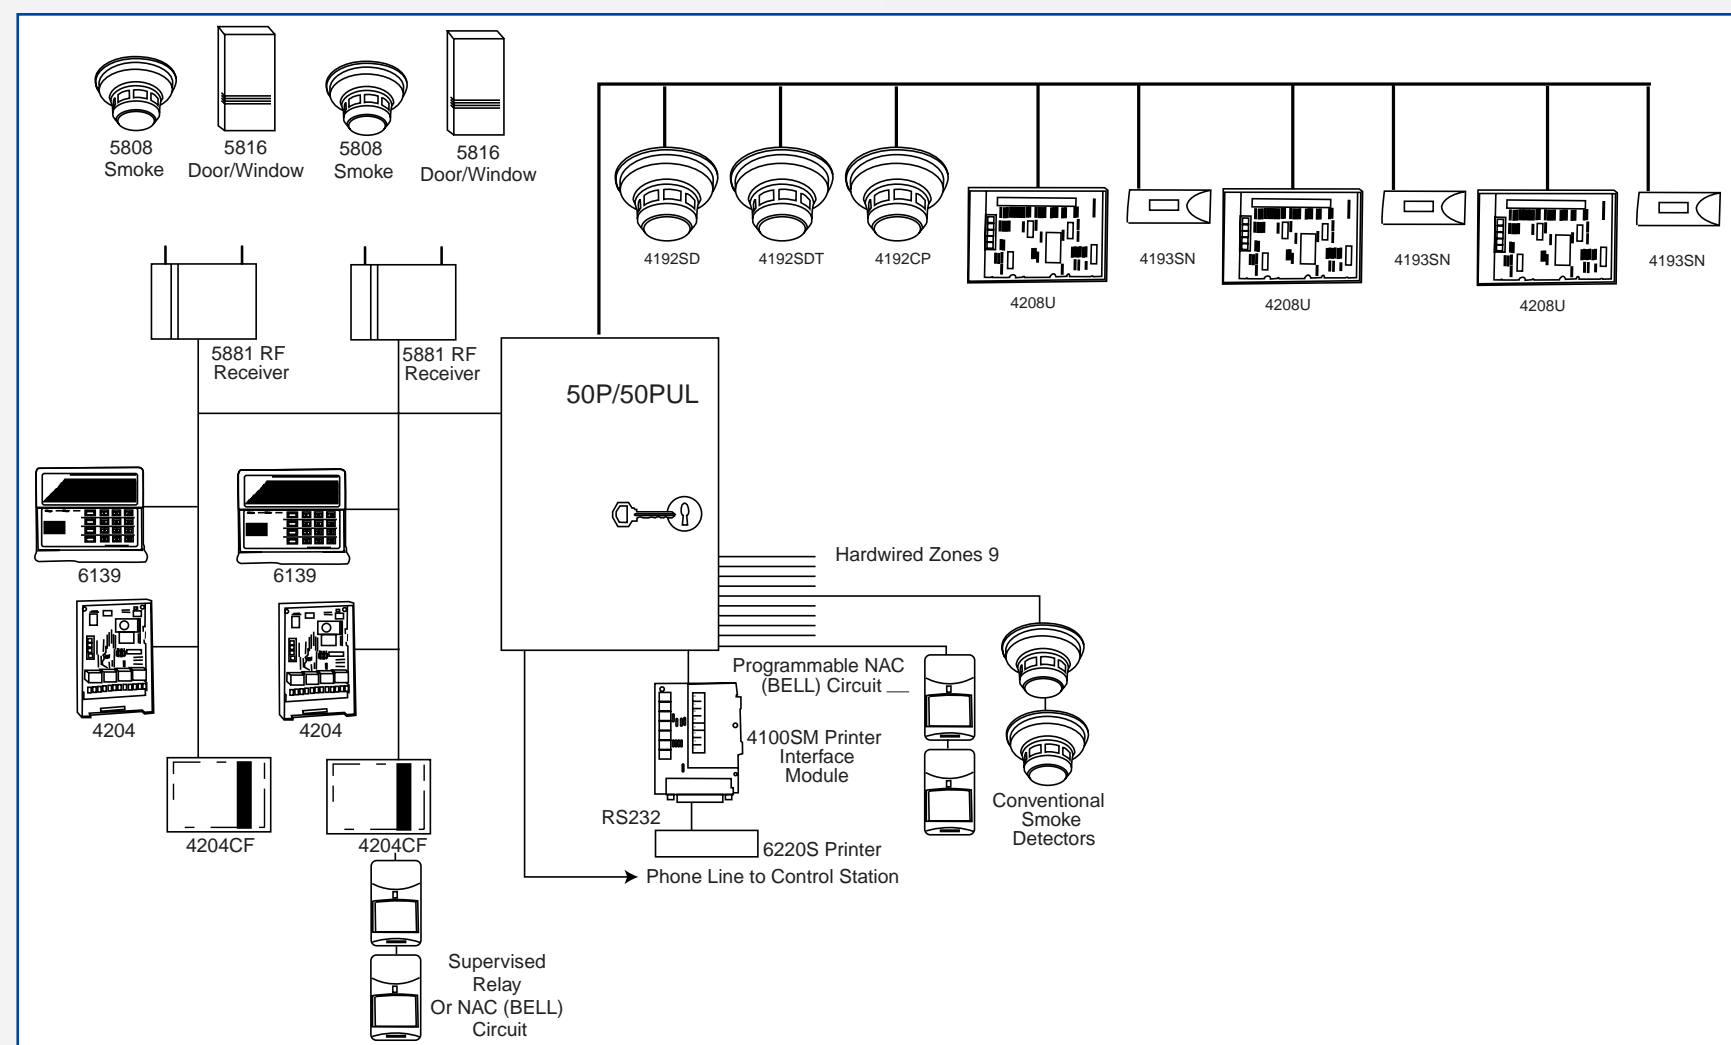 5808
Smoke
5816
Door/Window
5808
Smoke
5816
Door/Window
4192SD
4192SDT
4192CP
4208U
4193SN
4208U
4193SN
4208U
4193SN
5881 RF
Receiver
5881 RF
Receiver
50P/50PUL
6139
6139
Hardwired Zones 9
4204
4204
Programmable NAC
(BELL) Circuit
4100SM Printer
Interface
Module
Conventional
Smoke
Detectors
RS232
6220S Printer
4204CF
4204CF
Phone Line to Control Station
Supervised
Relay
Or NAC (BELL)
Circuit